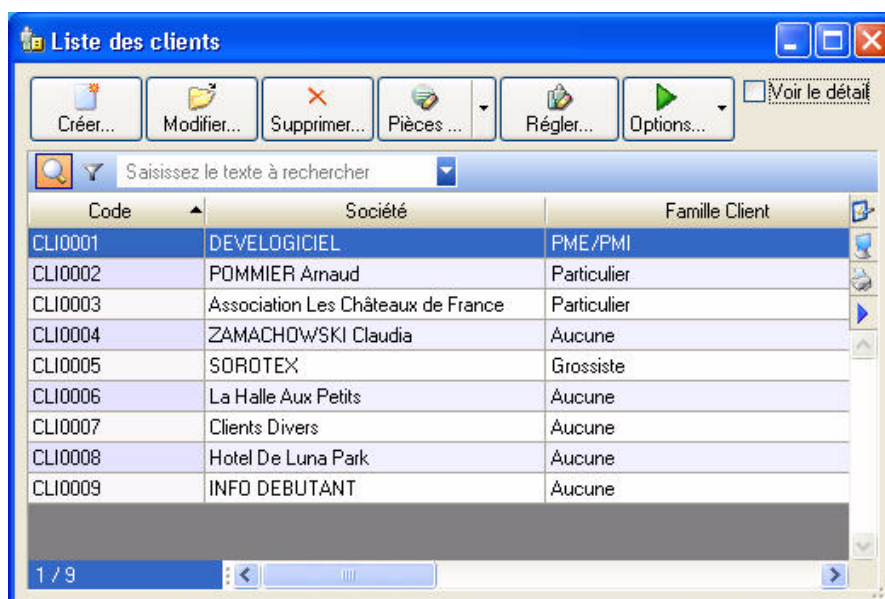 Liste des clients
Créer... Modifier... Supprimer... Pièces ... Régler... Options... Voir le détail
Saisissez le texte à rechercher
Code Société Famille Client
CLI0001 DEVELOGICIEL PME/PMI
CLI0002 POMMIER Arnaud Particulier
CLI0003 Association Les Châteaux de France Particulier
CLI0004 ZAMACHOWSKI Claudia Aucune
CLI0005 SOROTEX Grossiste
CLI0006 La Halle Aux Petits Aucune
CLI0007 Clients Divers Aucune
CLI0008 Hotel De Luna Park Aucune
CLI0009 INFO DEBUTANT Aucune
1 / 9